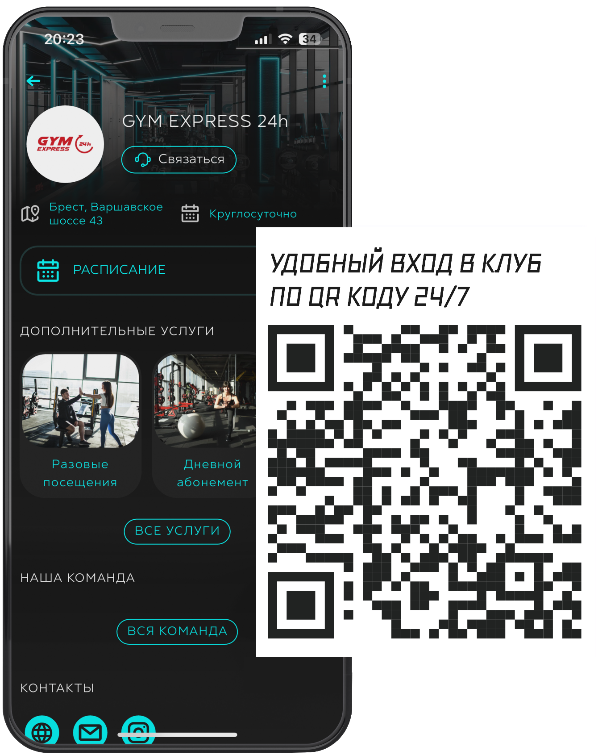 20:23
34
GYM EXPRESS 24h
GYM 24h
EXPRESS
Связаться
Брест, Варшавское
шоссе 43
Круглосуточно
РАСПИСАНИЕ
УДОБНЫЙ ВХОД В КЛУБ
ПО QR КОДУ 24/7
ДОПОЛНИТЕЛЬНЫЕ УСЛУГИ
Разовые
посещения
Дневной
абонемент
ВСЕ УСЛУГИ
НАША КОМАНДА
ВСЯ КОМАНДА
КОНТАКТЫ